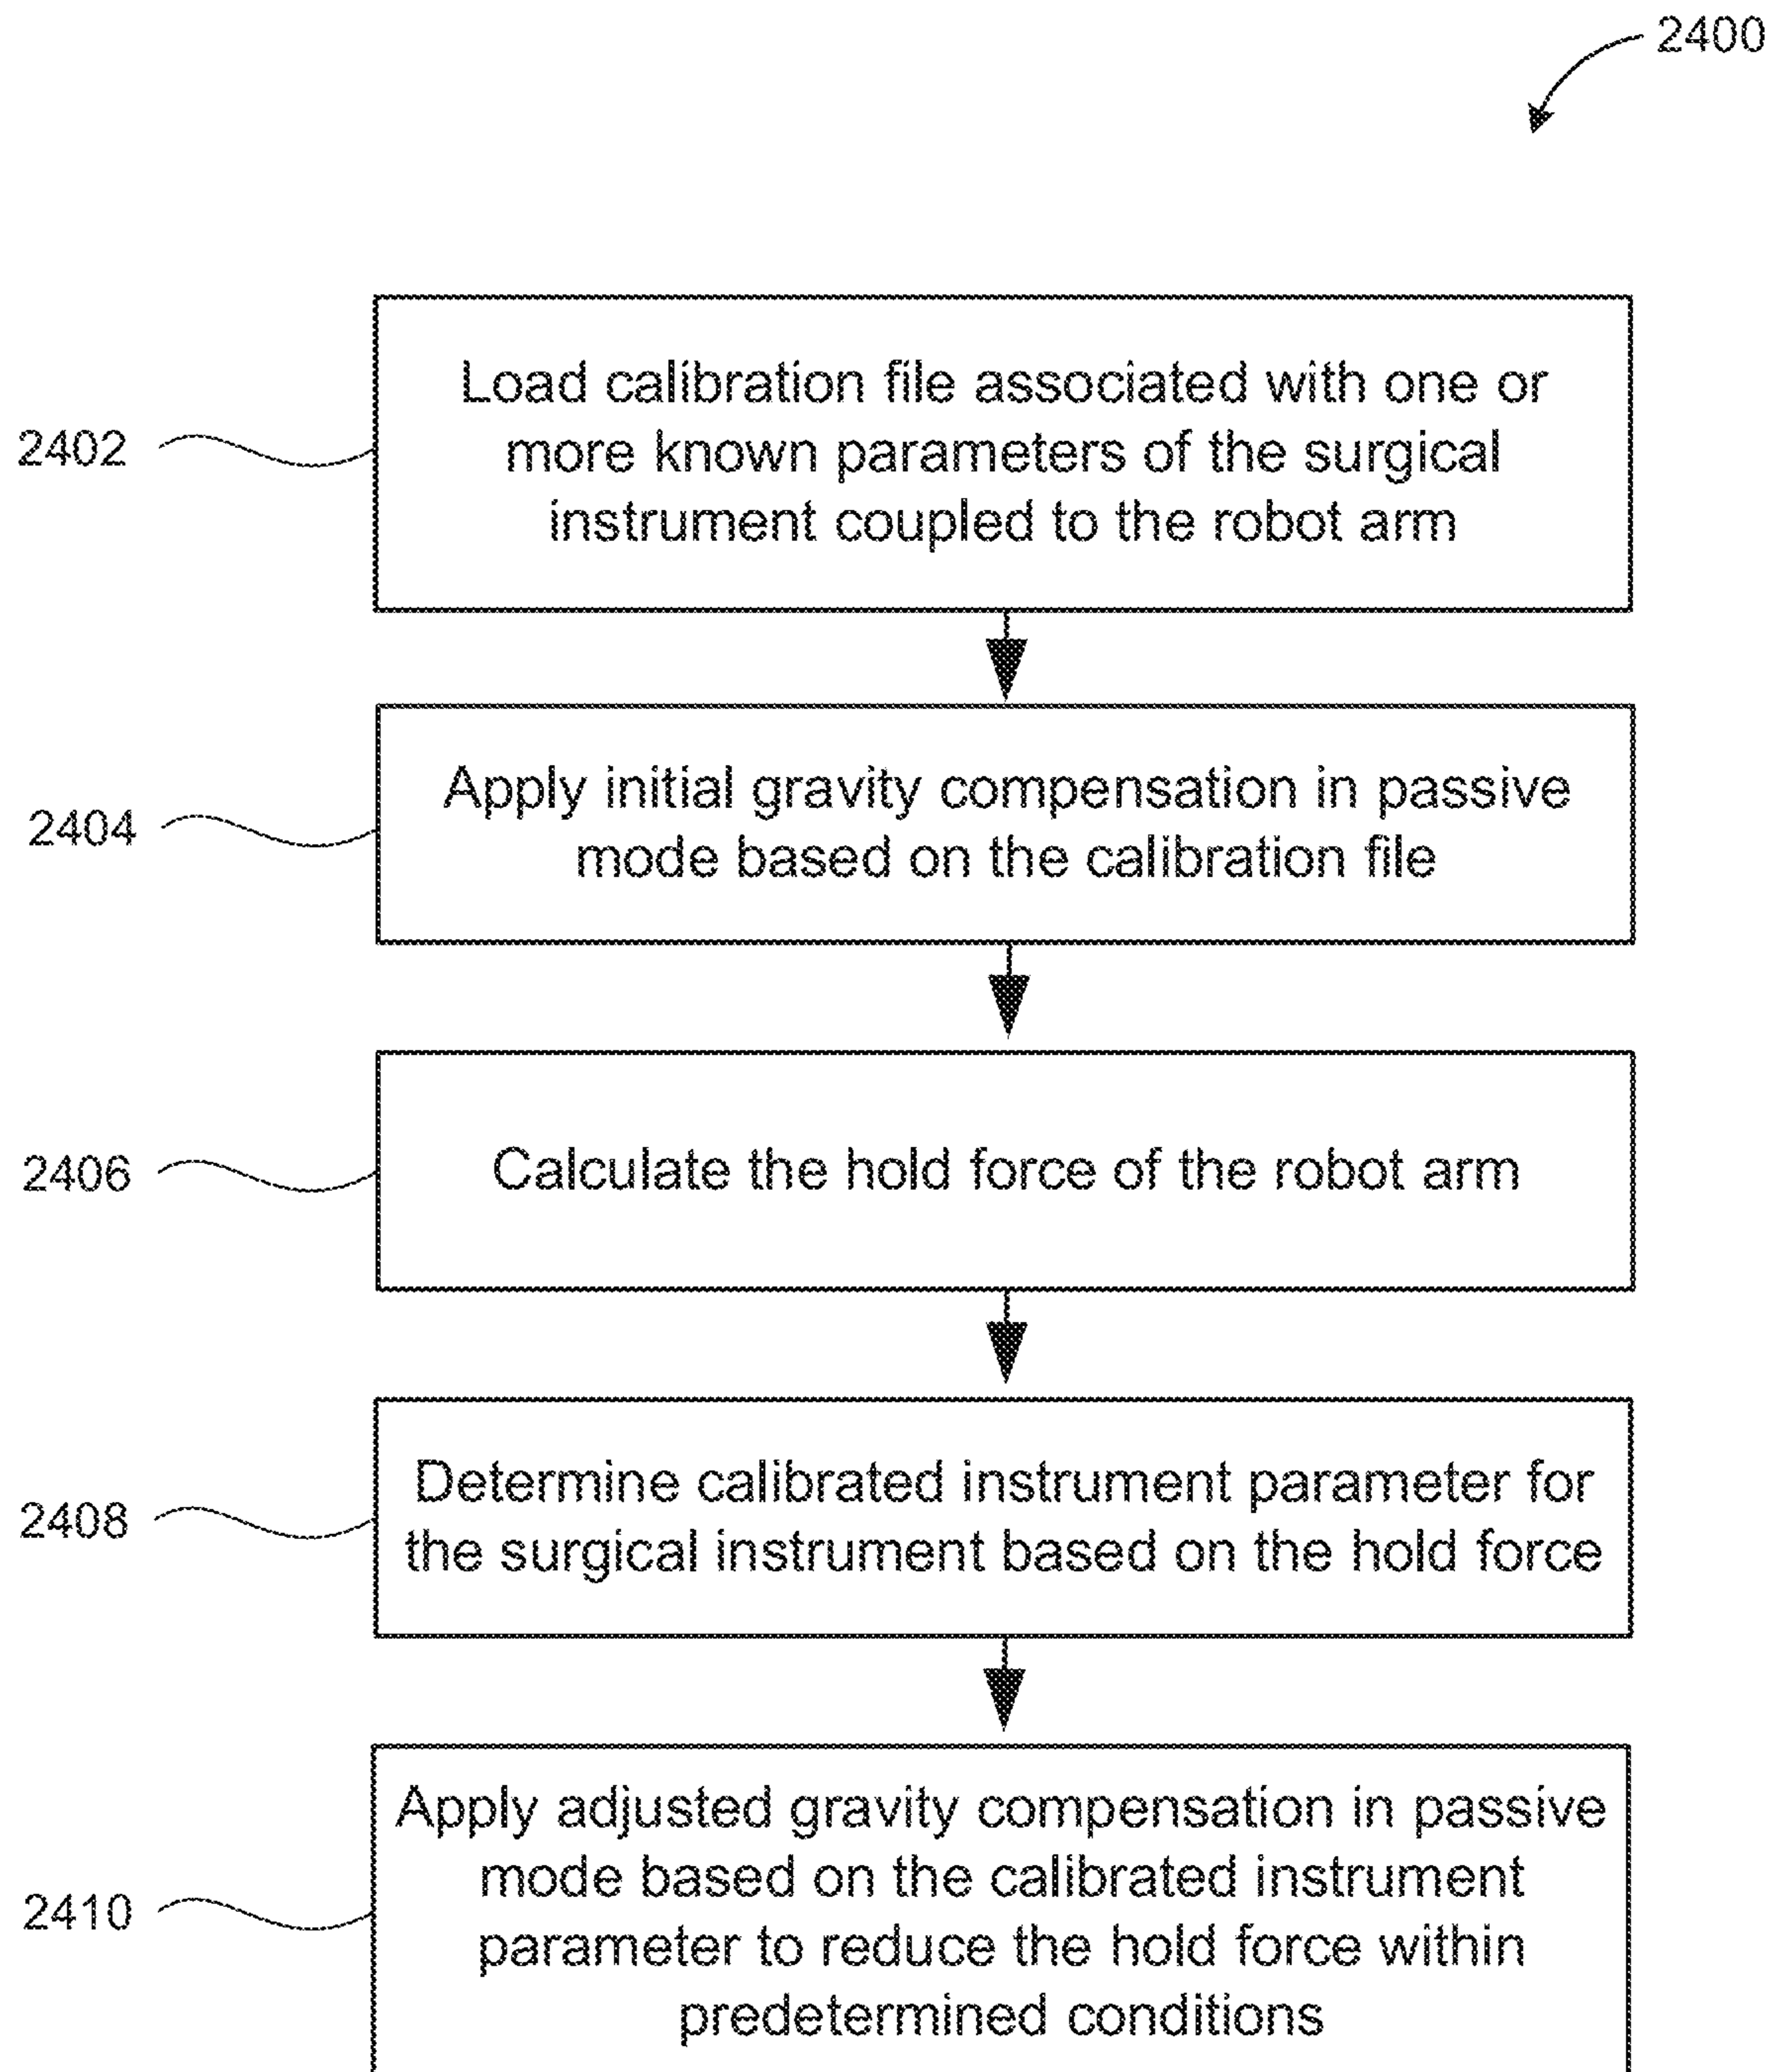 2400
2402
Load calibration file associated with one or
more known parameters of the surgical
instrument coupled to the robot arm
2404
Apply initial gravity compensation in passive
mode based on the calibration file
2406
Calculate the hold force of the robot arm
2408
Determine calibrated instrument parameter for
the surgical instrument based on the hold force
2410
Apply adjusted gravity compensation in passive
mode based on the calibrated instrument
parameter to reduce the hold force within
predetermined conditions